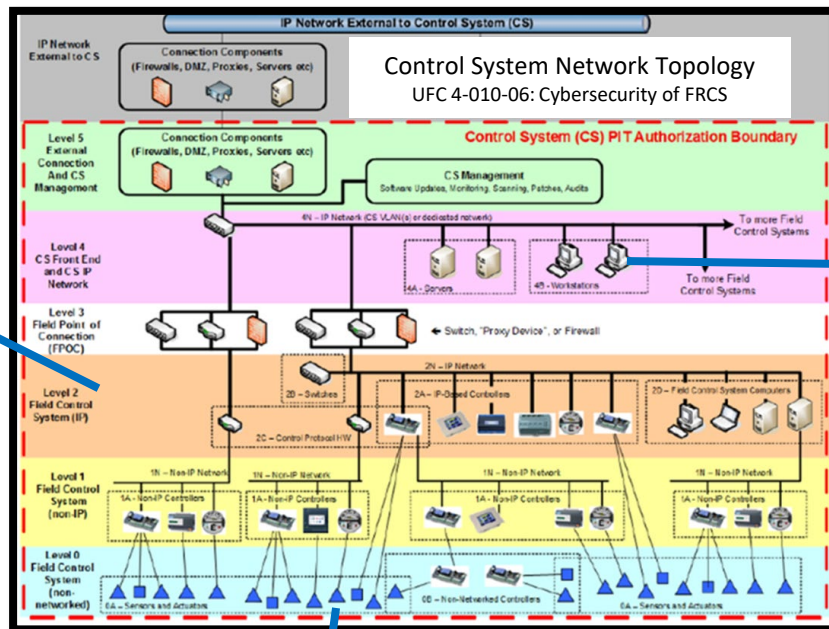 IP Network External to Control System (CS)
IP Network
External to CS
Connection Components
(Firewalls, DMZ, Proxies, Servers etc)
Control System Network Topology
UFC 4-010-06: Cybersecurity of FRCS
Level 5
External
Connection
And CS
Management
Connection Components
(Firewalls, DMZ, Proxies, Servers etc)
Control System (CS) PIT Authorization Boundary
CS Management
Software Updates, Monitoring, Scanning, Patches, Audits
4N – IP Network (CS VLAN(s) or dedicated network)
To more Field
Control Systems
Level 4
CS Front End
and CS IP
Network
4A - Servers
4B - Workstations
To more Field
Control Systems
Level 3
Field Point of
Connection
(FPOC)
Switch, "Proxy Device", or Firewall
Level 2
Field Control
System (IP)
2N – IP Network
2B – Switches
2A – IP-Based Controllers
2D – Field Control System Computers
2C – Control Protocol HW
Level 1
Field Control
System
(non-IP)
1N – Non-IP Network
1N – Non-IP Network
1N – Non-IP Network
1N – Non-IP Network
1A - Non-IP Controllers
1A - Non-IP Controllers
1A - Non-IP Controllers
1A - Non-IP Controllers
Level 0
Field Control
System
(non-
networked)
0A – Sensors and Actuators
0B – Non-Networked Controllers
0A – Sensors and Actuators